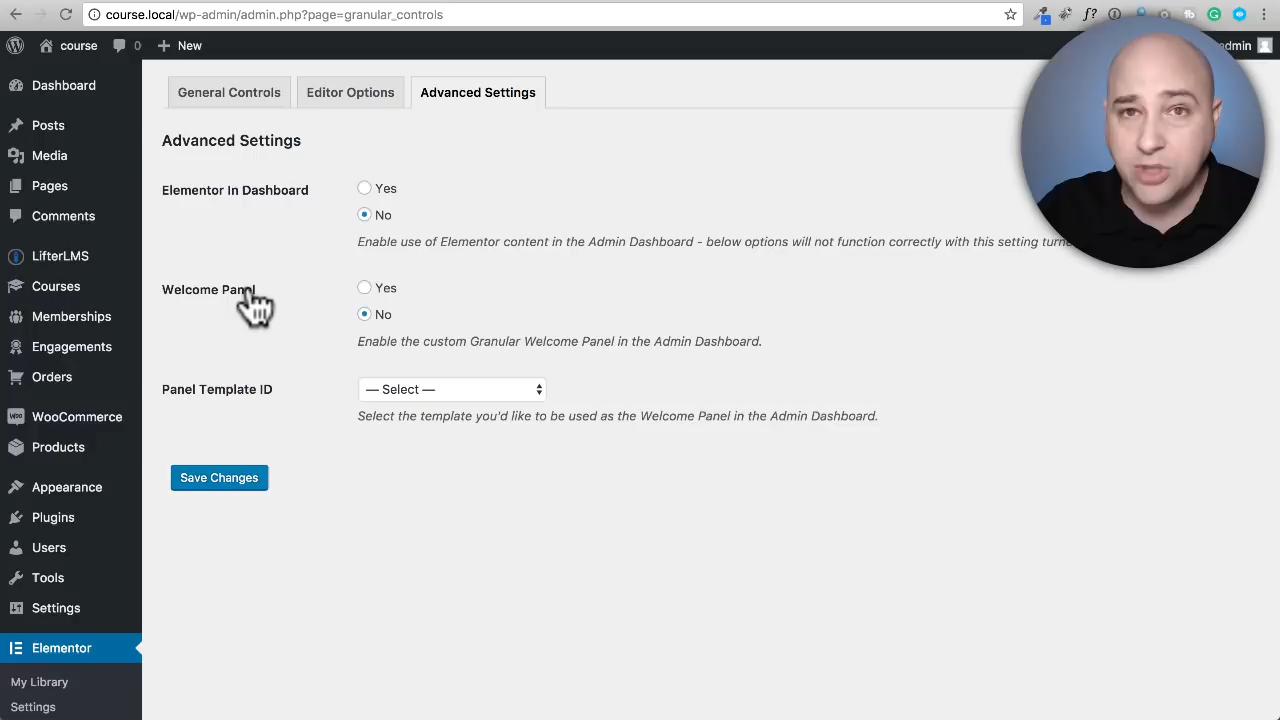 course.local/wp-admin/admin.php?page=granular_controls
course
0
New
admin
Dashboard
Posts
Media
Pages
Comments
LifterLMS
Courses
Memberships
Engagements
Orders
WooCommerce
Products
Appearance
Plugins
Users
Tools
Settings
Elementor
My Library
Settings
General Controls
Editor Options
Advanced Settings
Advanced Settings
Elementor In Dashboard
Yes
No
Enable use of Elementor content in the Admin Dashboard - below options will not function correctly with this setting
Welcome Panel
Yes
No
Enable the custom Granular Welcome Panel in the Admin Dashboard.
Panel Template ID
— Select —
Select the template you'd like to be used as the Welcome Panel in the Admin Dashboard.
Save Changes